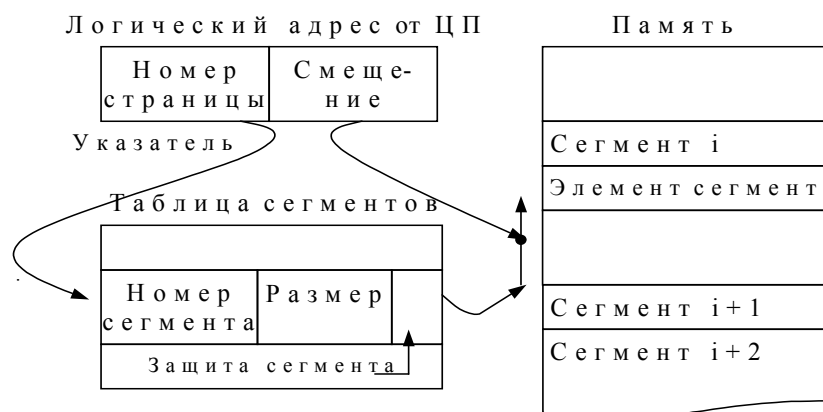 Логический адрес от ЦП
Память
Номер
страницы
Смеще-
ние
Указатель
Сегмент i
Элемент сегмент
Таблица сегментов
Номер
сегмента
Размер
Защита сегмента
Сегмент i+1
Сегмент i+2